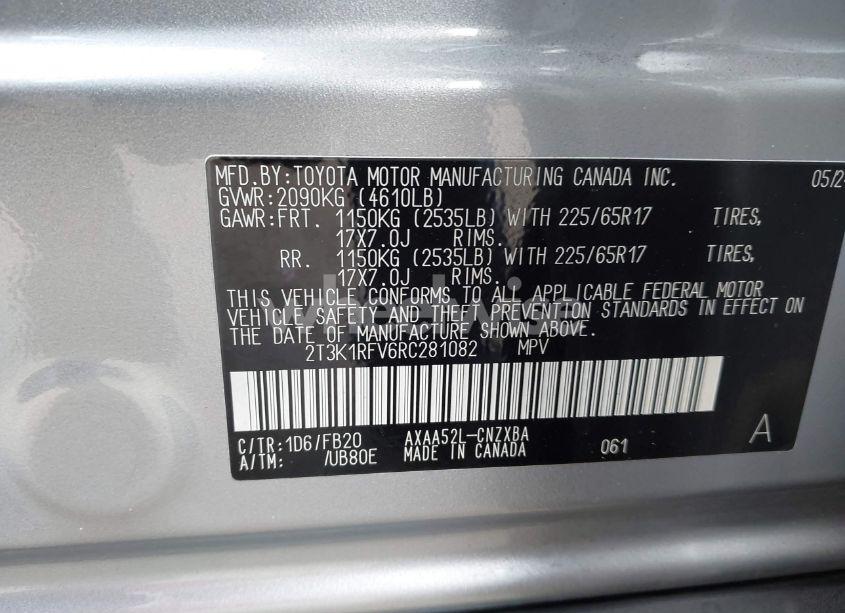 MFD.BY:TOYOTA MOTOR MANUFACTURING CANADA INC. 05/2
GVWR:2090KG (4610LB)
GAWR:FRT. 1150KG (2535LB) WITH 225/65R17 TIRES,
17X7.0J RIMS.
RR. 1150KG (2535LB) WITH 225/65R17 TIRES,
17X7.0J RIMS.
THIS VEHICLE CONFORMS TO ALL APPLICABLE FEDERAL MOTOR
VEHICLE SAFETY AND THEFT PREVENTION STANDARDS IN EFFECT ON
THE DATE OF MANUFACTURE SHOWN ABOVE.
2T3K1RFV6RC281082 MPV
C/TR:1D6/FB20 AXAA52L-CNZXBA
A/TM: /UB80E MADE IN CANADA 061 A